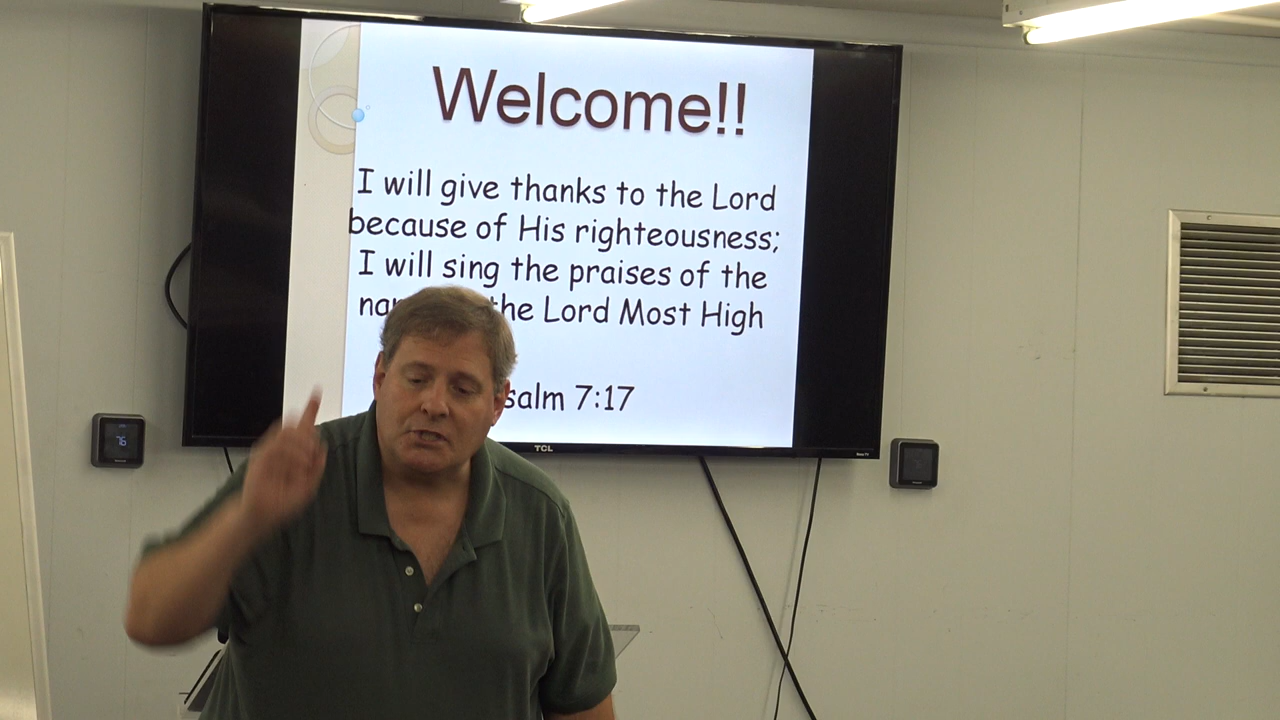 Welcome!!
I will give thanks to the Lord
because of His righteousness;
I will sing the praises of the
the Lord Most High
7:17
TCL
76